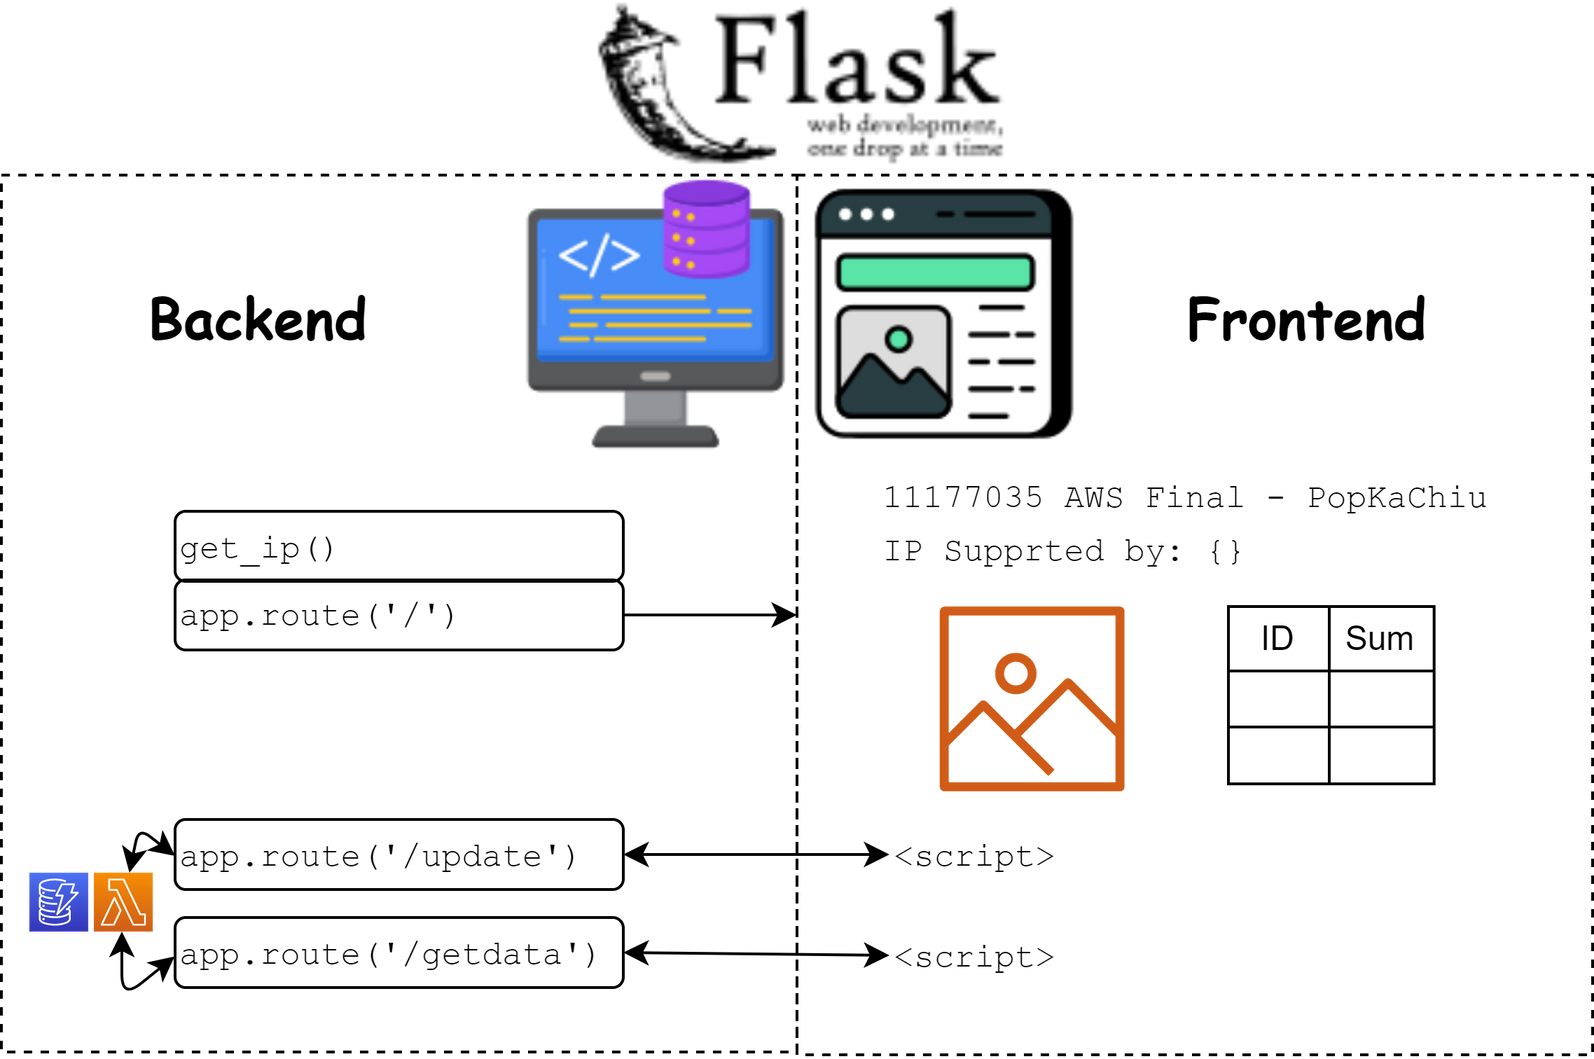 Flask
web development,
one drop at a time
</>
Backend
Frontend
11177035 AWS Final - PopKaChiu
IP Supprted by: {}
get_ip()
app.route('/')
ID Sum
app.route('/update')
<script>
app.route('/getdata')
<script>